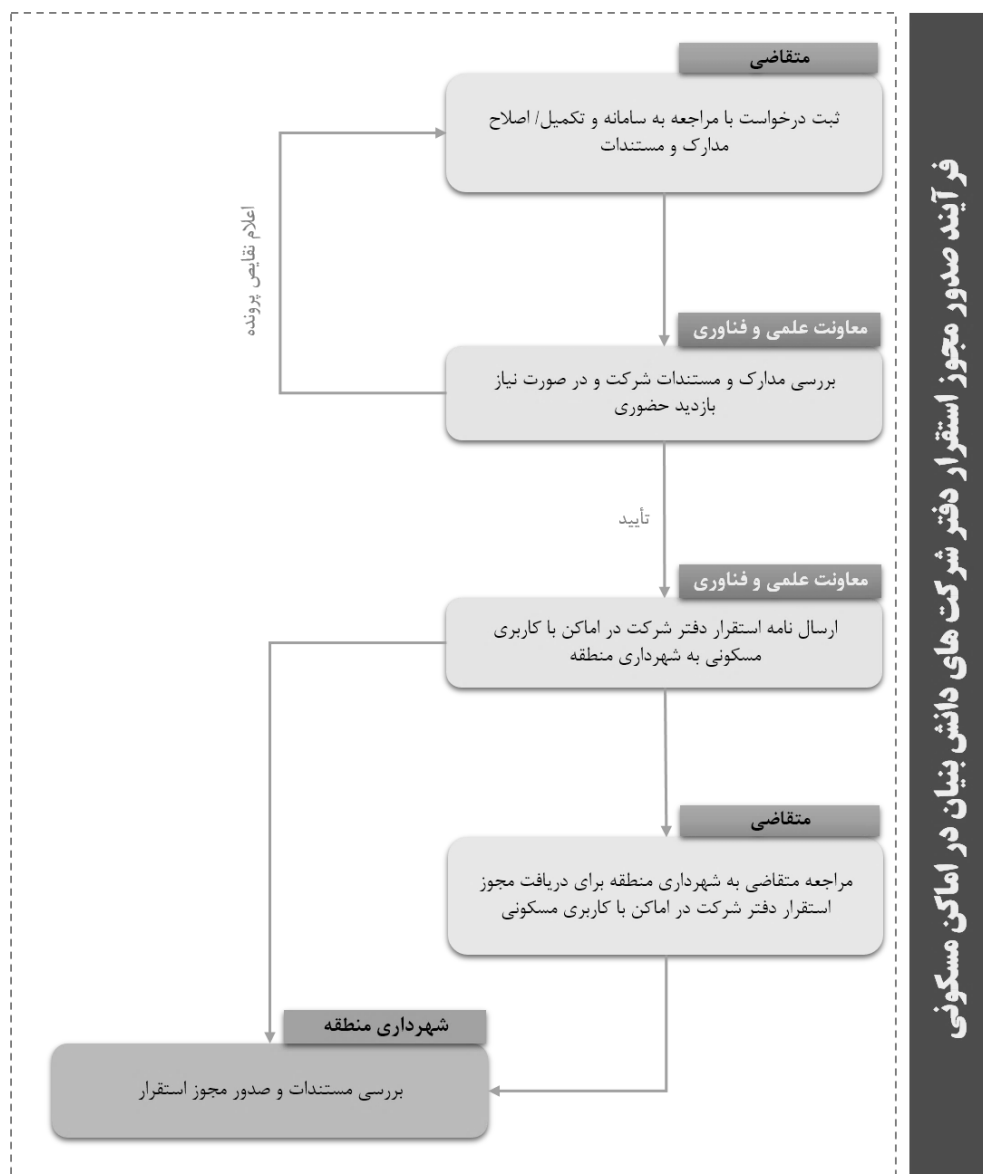 فرآیند صدور مجوز استقرار دفتر شرکت های دانش بنیان در اماکن مسکونی
متقاضی
ثبت درخواست با مراجعه به سامانه و تکمیل/ اصلاح
مدارک و مستندات
اعلام نقایص پرونده
معاونت علمی و فناوری
بررسی مدارک و مستندات شرکت و در صورت نیاز
بازدید حضوری
تأیید
معاونت علمی و فناوری
ارسال نامه استقرار دفتر شرکت در اماکن با کاربری
مسکونی به شهرداری منطقه
متقاضی
مراجعه متقاضی به شهرداری منطقه برای دریافت مجوز
استقرار دفتر شرکت در اماکن با کاربری مسکونی
شهرداری منطقه
بررسی مستندات و صدور مجوز استقرار